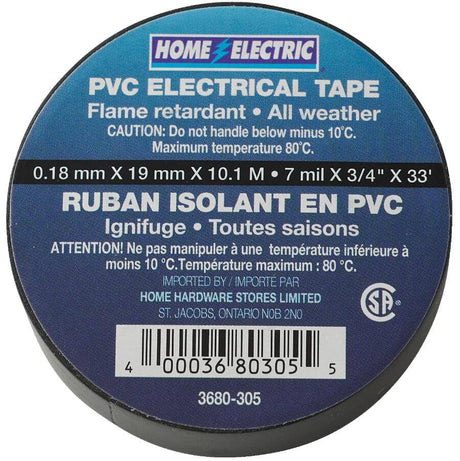 HOME ELECTRIC
PVC ELECTRICAL TAPE
Flame retardant • All weather
CAUTION: Do not handle below minus 10°C.
Maximum temperature 80°C.
0.18 mm X 19 mm X 10.1 M • 7 mil X 3/4" X 33'
RUBAN ISOLANT EN PVC
Ignifuge • Toutes saisons
ATTENTION! Ne pas manipuler à une température inférieure à
moins 10 °C.Température maximum : 80 °C.
IMPORTED BY / IMPORTÉ PAR
HOME HARDWARE STORES LIMITED
ST. JACOBS, ONTARIO N0B 2N0
SA
4 00036 80305 5
3680-305